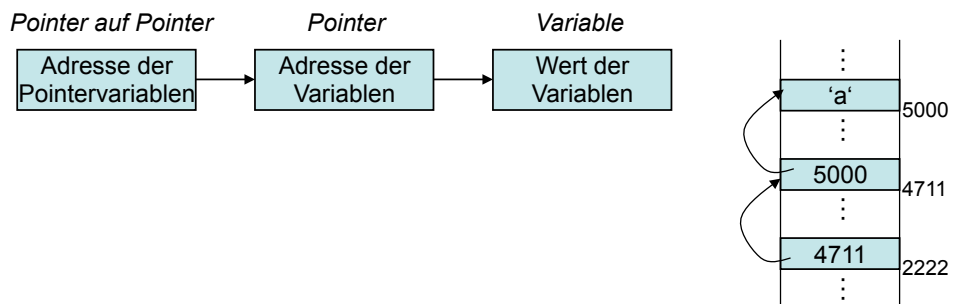 Pointer auf Pointer
Pointer
Variable
Adresse der
Pointervariablen
Adresse der
Variablen
Wert der
Variablen
‘a‘
5000
5000
4711
4711
2222